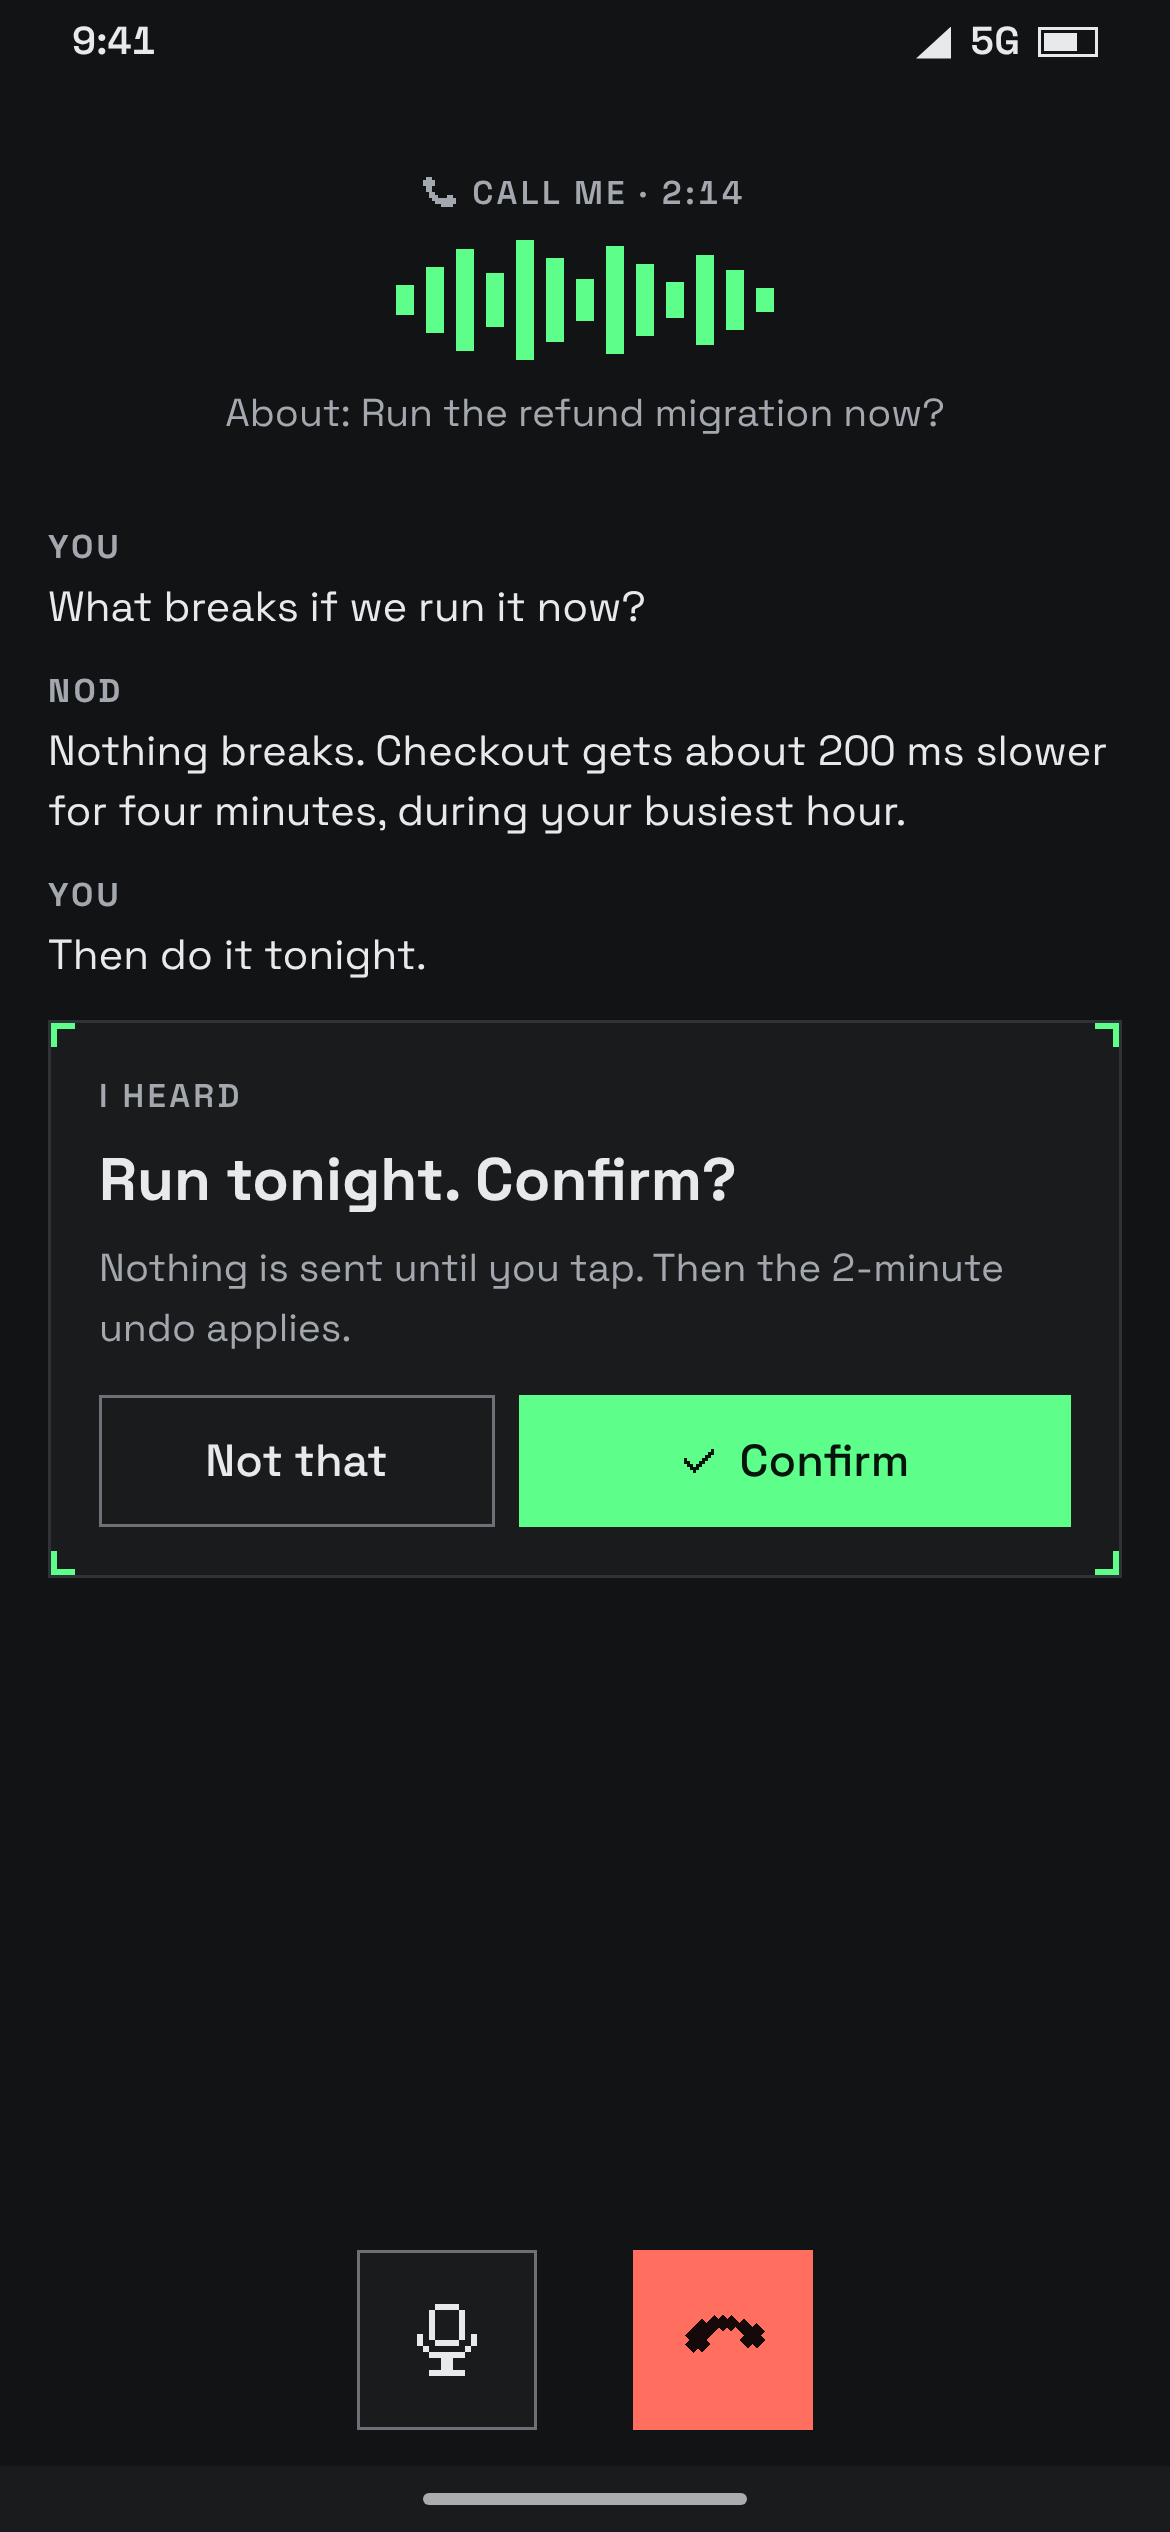 9:41
5G
CALL ME · 2:14
About: Run the refund migration now?
YOU
What breaks if we run it now?
NOD
Nothing breaks. Checkout gets about 200 ms slower
for four minutes, during your busiest hour.
YOU
Then do it tonight.
I HEARD
Run tonight. Confirm?
Nothing is sent until you tap. Then the 2-minute
undo applies.
Not that
Confirm